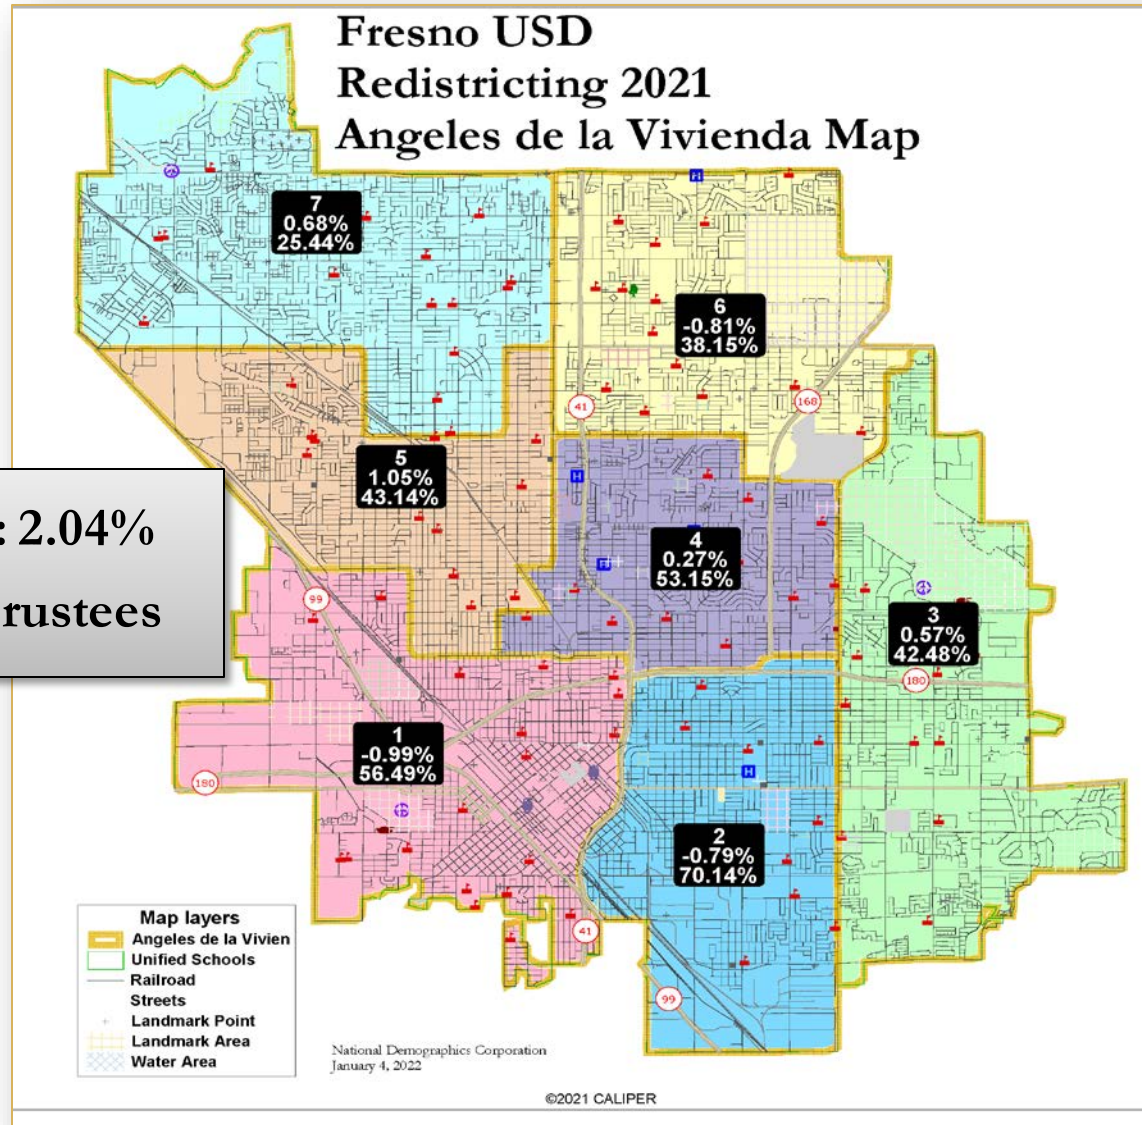 Fresno USD
Redistricting 2021
Angeles de la Vivienda Map
7
0.68%
25.44%
6
-0.81%
38.15%
41
168
5
1.05%
43.14%
: 2.04%
rustees
4
0.27%
53.15%
99
3
0.57%
42.48%
180
1
-0.99%
56.49%
180
2
-0.79%
70.14%
41
99
Map layers
Angeles de la Vivien
Unified Schools
Railroad
Streets
Landmark Point
Landmark Area
Water Area
National Demographics Corporation
January 4, 2022
©2021 CALIPER
H
H
H
H